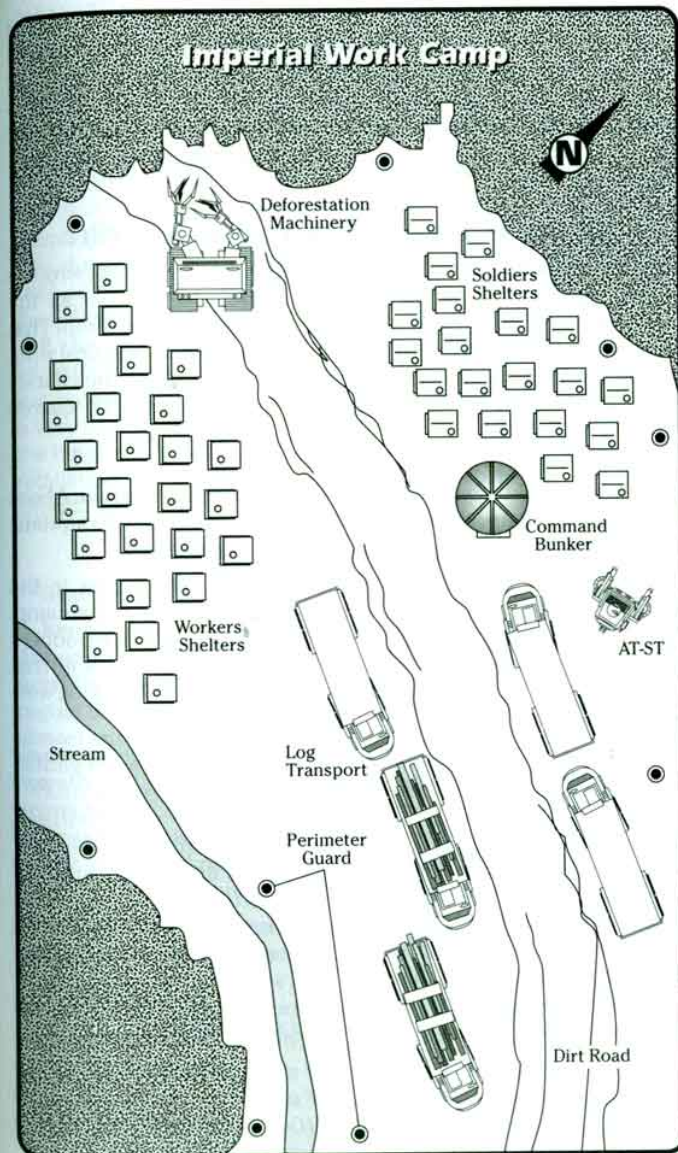 Imperial Work Camp
N
Deforestation
Machinery
Soldiers
Shelters
Command
Bunker
AT-ST
Workers
Shelters
Stream
Log
Transport
Perimeter
Guard
Dirt Road